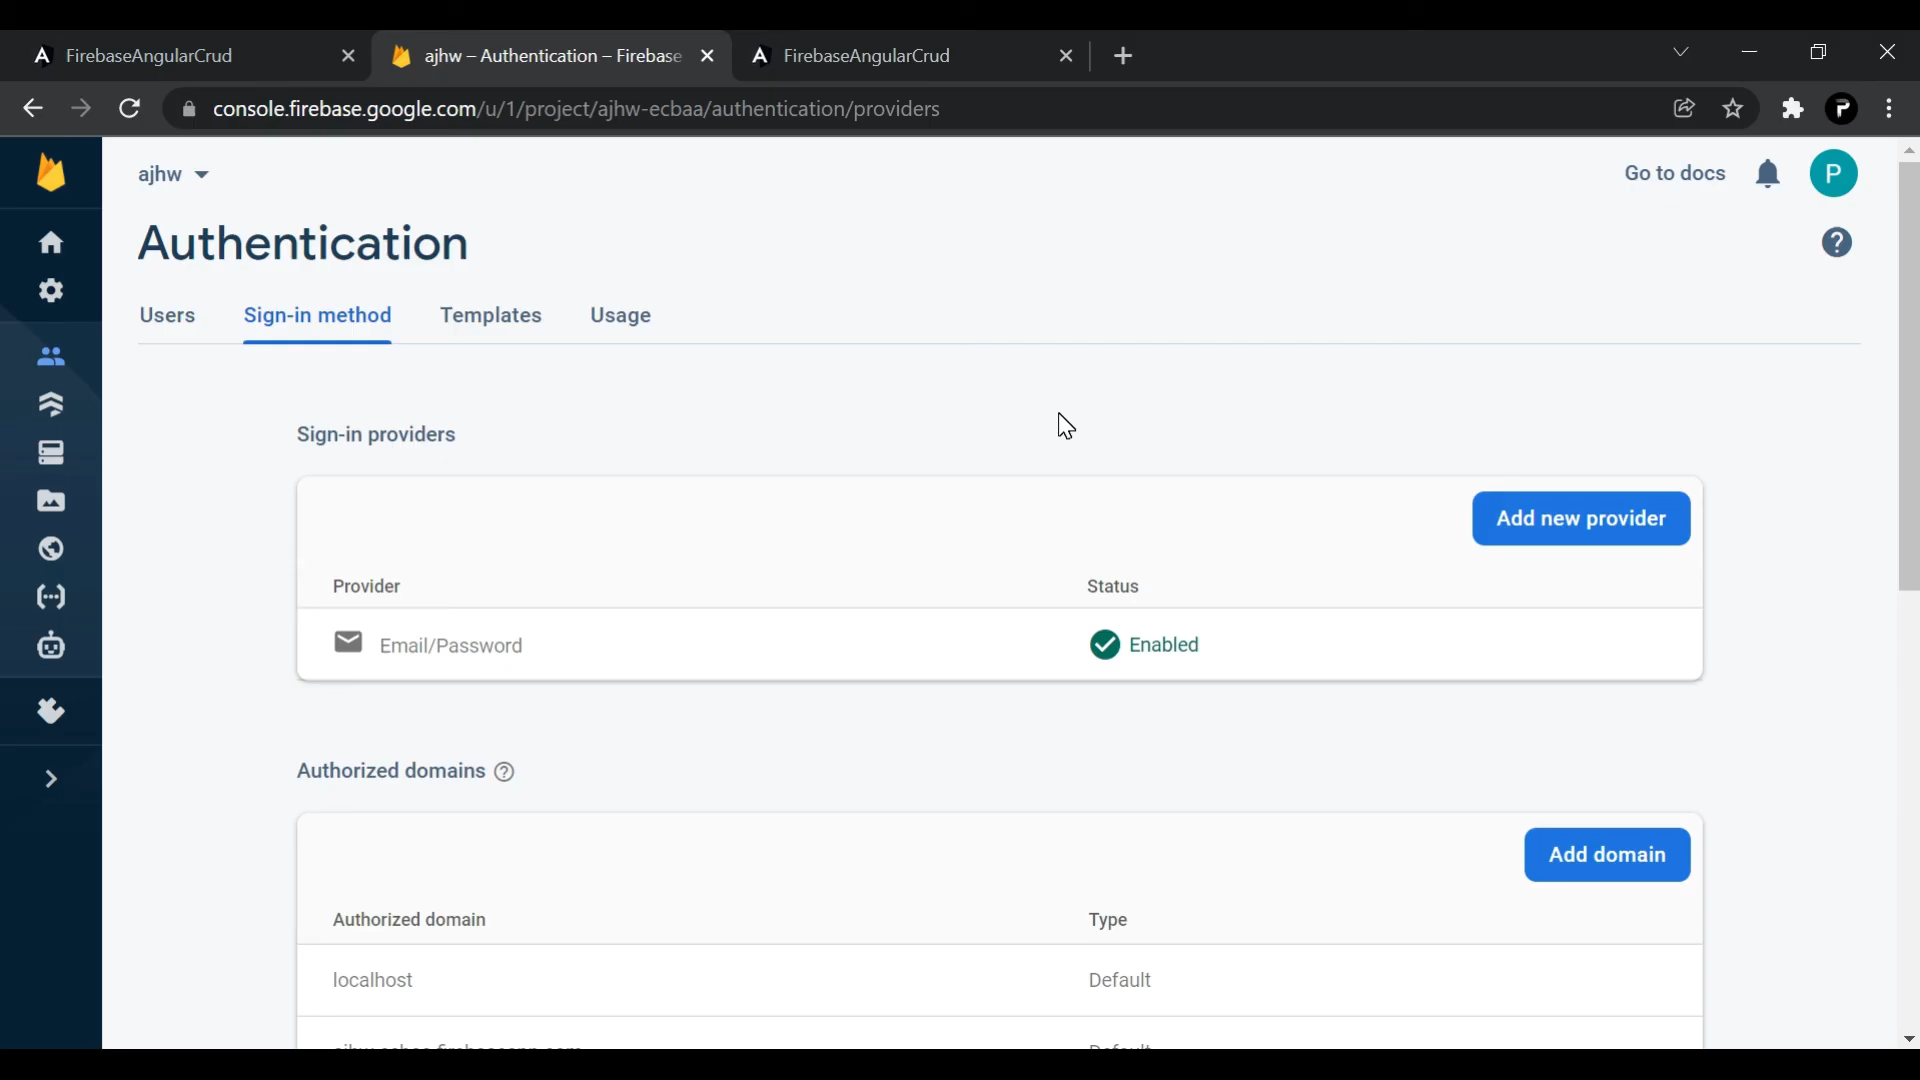 FirebaseAngularCrud
ajhw – Authentication – Firebase
FirebaseAngularCrud
console.firebase.google.com/u/1/project/ajhw-ecbaa/authentication/providers
ajhw
Go to docs
P
Authentication
Users
Sign-in method
Templates
Usage
Sign-in providers
Add new provider
Provider
Status
Email/Password
Enabled
Authorized domains
Add domain
Authorized domain
Type
localhost
Default